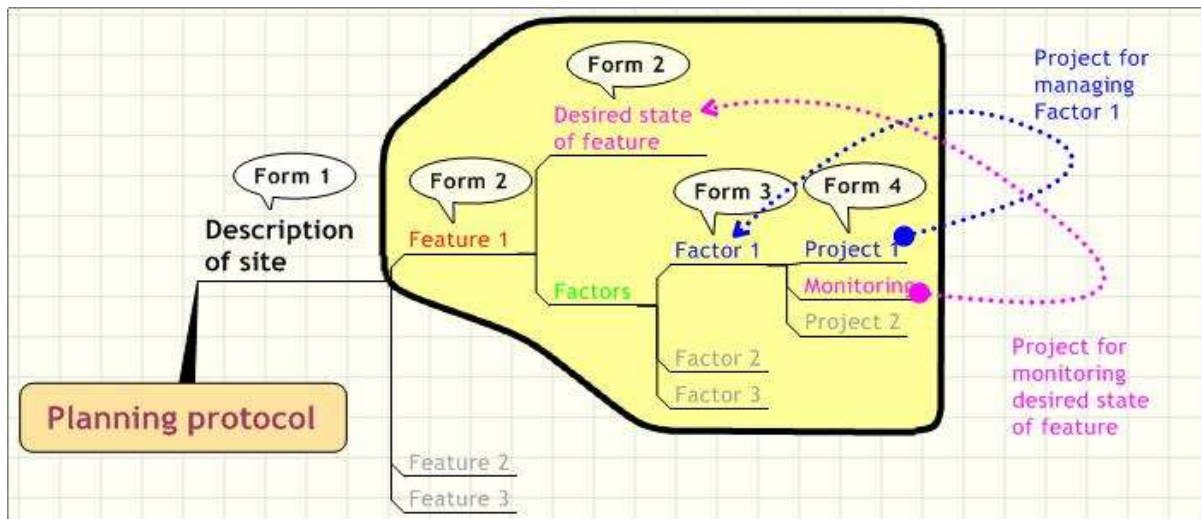 Form 2
Project for
managing
Factor 1
Desired state
of feature
Form 1
Form 2
Form 3
Form 4
Description
of site
Feature 1
Factor 1
Project 1
Factors
Monitoring
Project 2
Factor 2
Factor 3
Project for
monitoring
desired state
of feature
Planning protocol
Feature 2
Feature 3